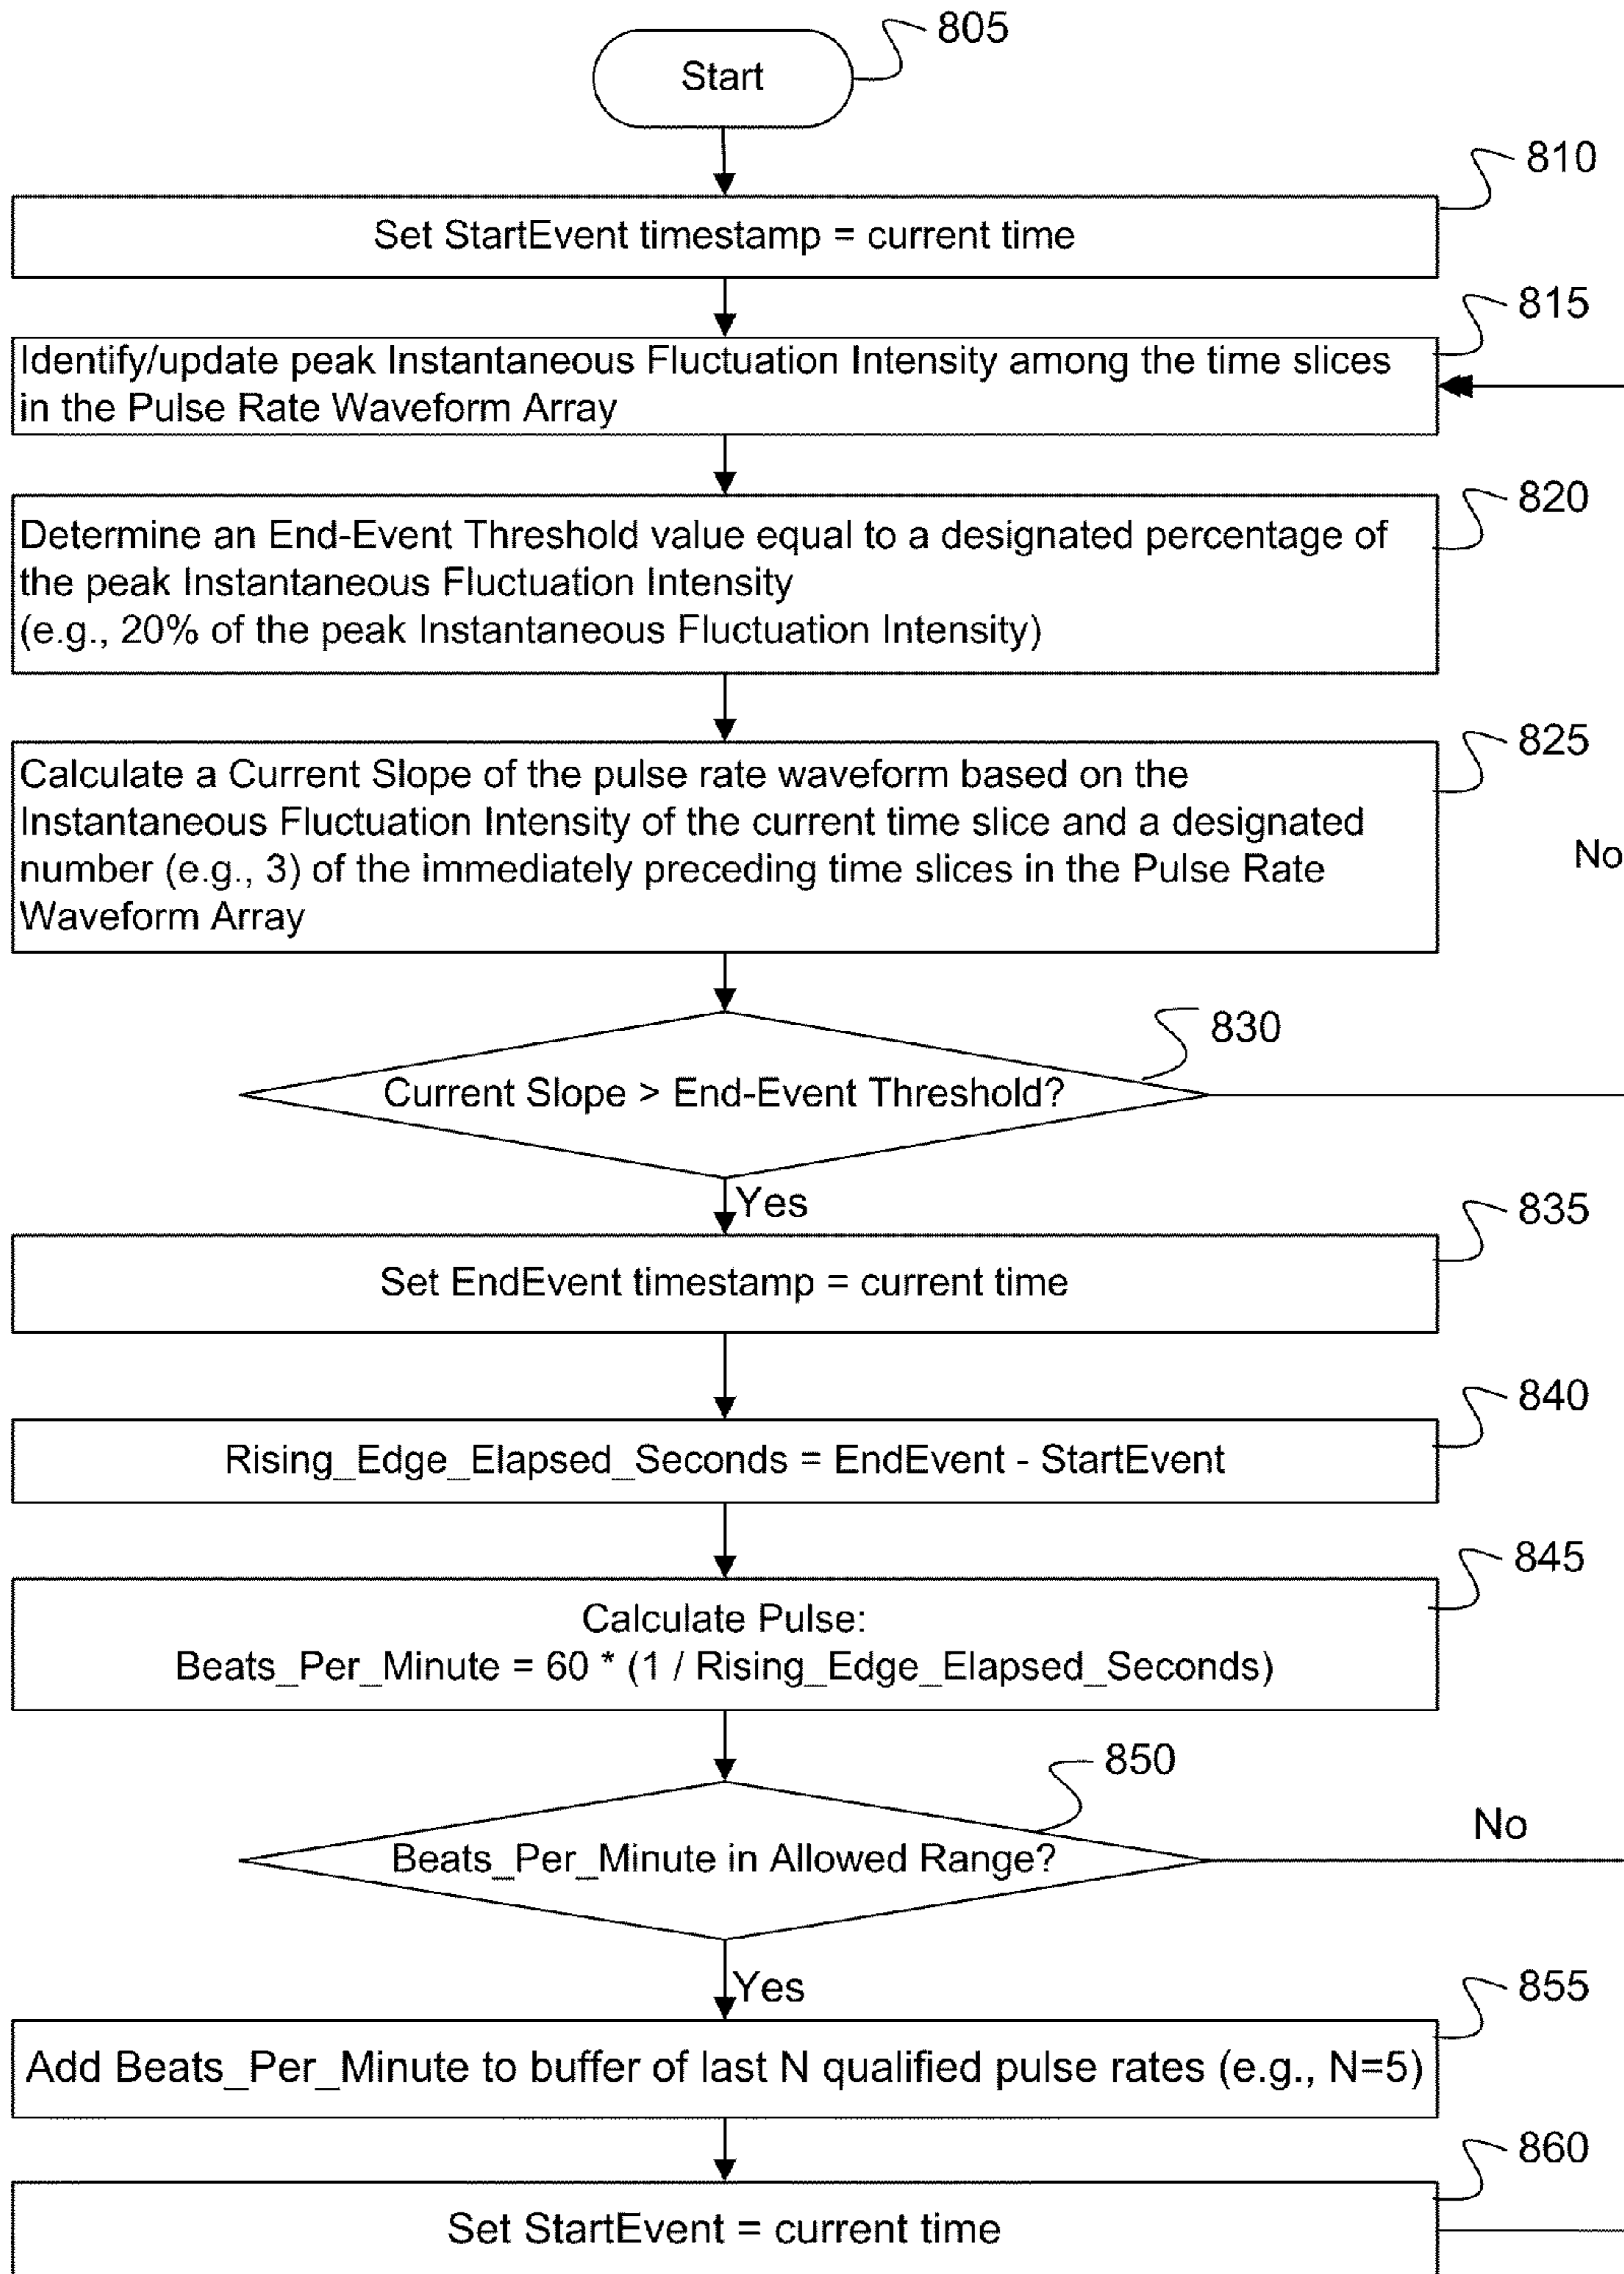 805
Start
810
Set StartEvent timestamp = current time
815
Identify/update peak Instantaneous Fluctuation Intensity among the time slices
in the Pulse Rate Waveform Array
820
Determine an End-Event Threshold value equal to a designated percentage of
the peak Instantaneous Fluctuation Intensity
(e.g., 20% of the peak Instantaneous Fluctuation Intensity)
825
Calculate a Current Slope of the pulse rate waveform based on the
Instantaneous Fluctuation Intensity of the current time slice and a designated
number (e.g., 3) of the immediately preceding time slices in the Pulse Rate
Waveform Array
No
830
Current Slope > End-Event Threshold?
Yes
835
Set EndEvent timestamp = current time
840
Rising_Edge_Elapsed_Seconds = EndEvent - StartEvent
845
Calculate Pulse:
Beats_Per_Minute = 60 * (1 / Rising_Edge_Elapsed_Seconds)
850
Beats_Per_Minute in Allowed Range?
No
Yes
855
Add Beats_Per_Minute to buffer of last N qualified pulse rates (e.g., N=5)
860
Set StartEvent = current time